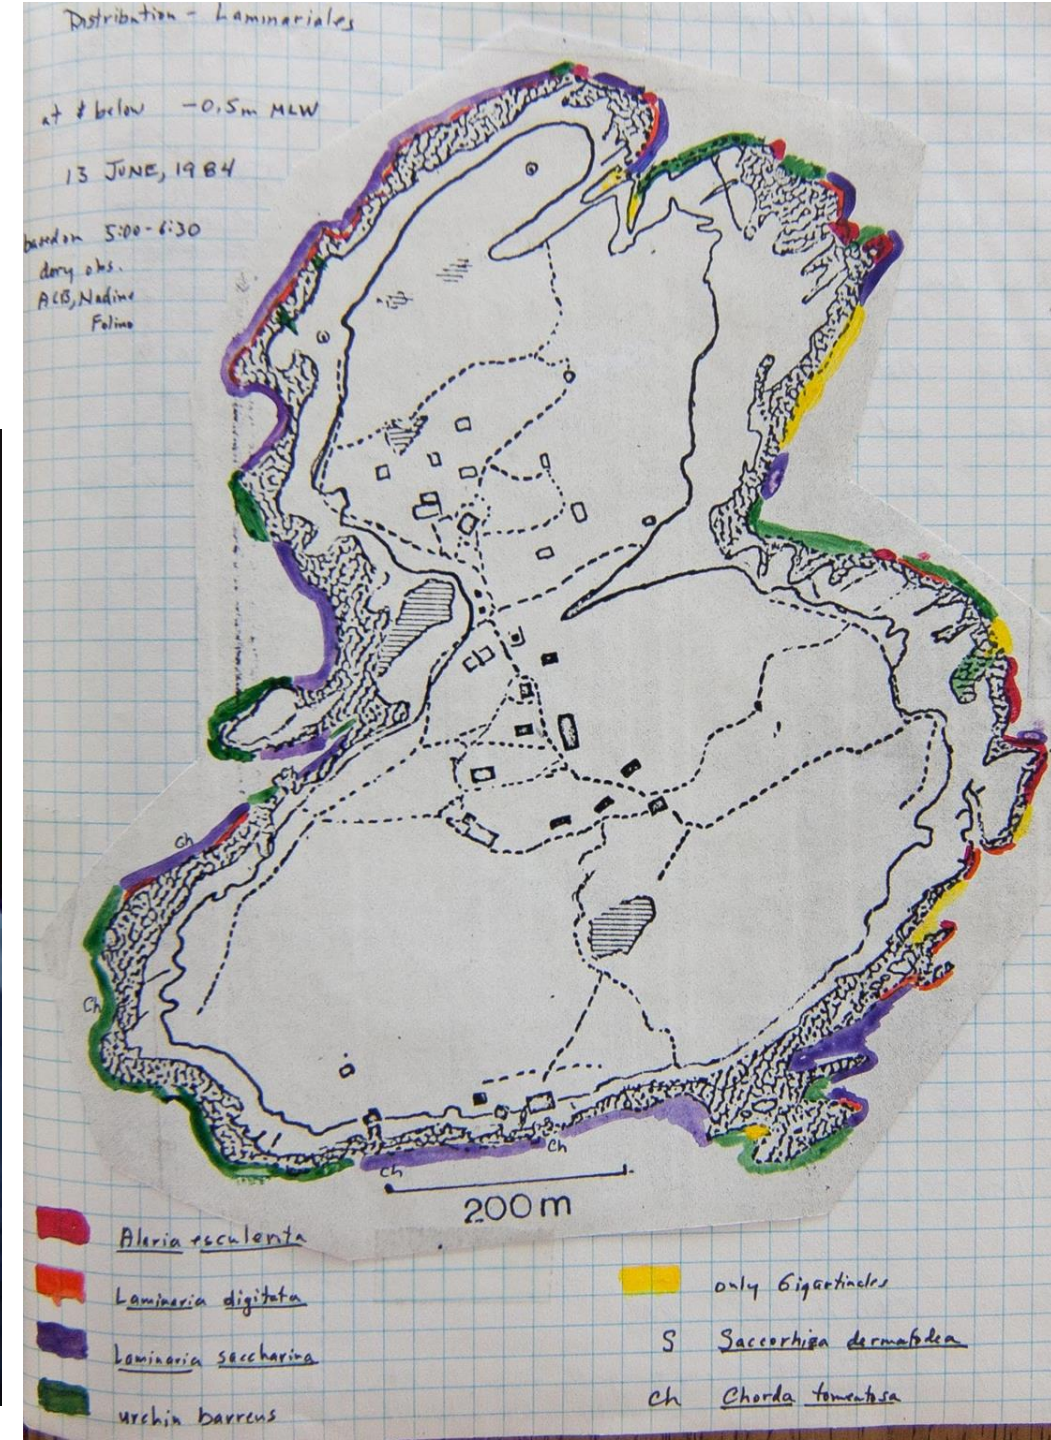 Distribution - Laminariales
at & below -0.5m MLW
13 JUNE, 1984
based on 5:00-6:30
dory obs.
ACB, Nadine
Folino
Ch
Ch
Ch
Ch
200m
Alaria esculenta
Laminaria digitata
Laminaria saccharina
urchin barrens
only Gigartinales
S Saccorhiza dermatodea
Ch Chorda tomentosa